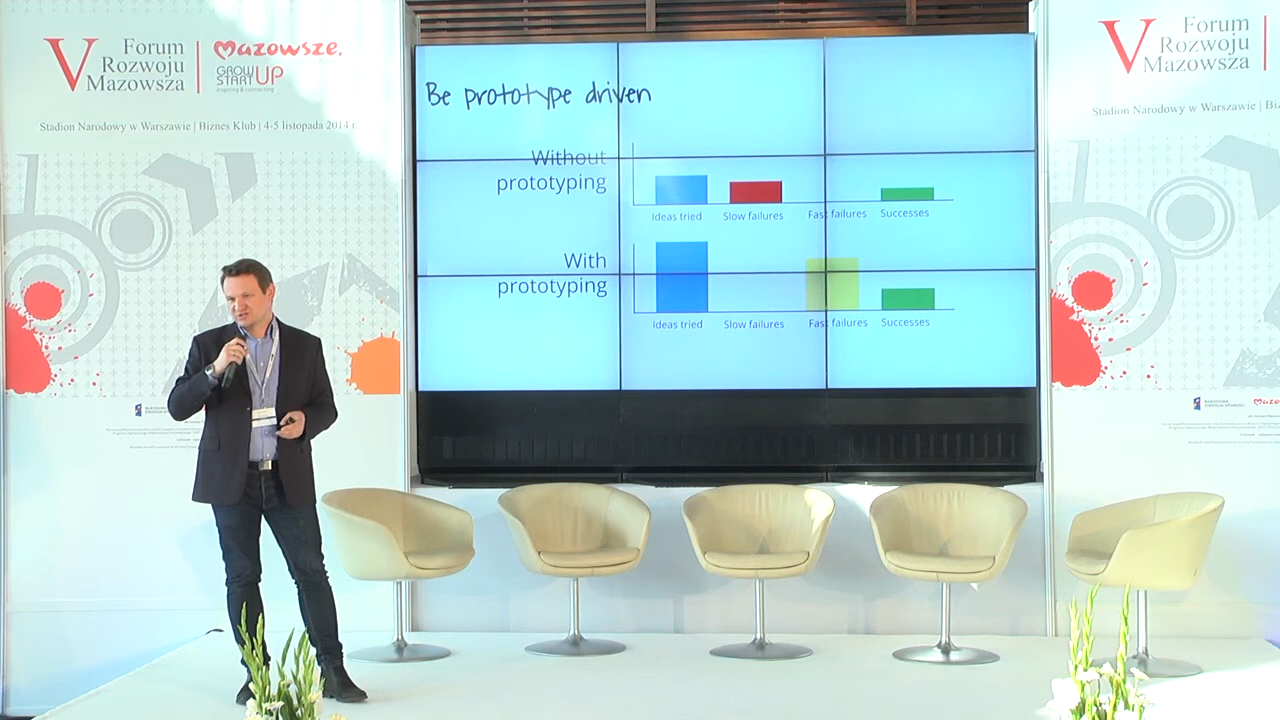 V Forum
Rozwoju
Mazowsza
Mazowsze.
GROW
START UP
inspiring & connecting
Stadion Narodowy w Warszawie | Biznes Klub | 4-5 listopada 2014 r.
Be prototype driven
Without
prototyping
Ideas tried Slow failures Fast failures Successes
With
prototyping
Ideas tried Slow failures Fast failures Successes
V Forum
Rozwoju
Mazowsza
Stadion Narodowy w Warszawie | Bi